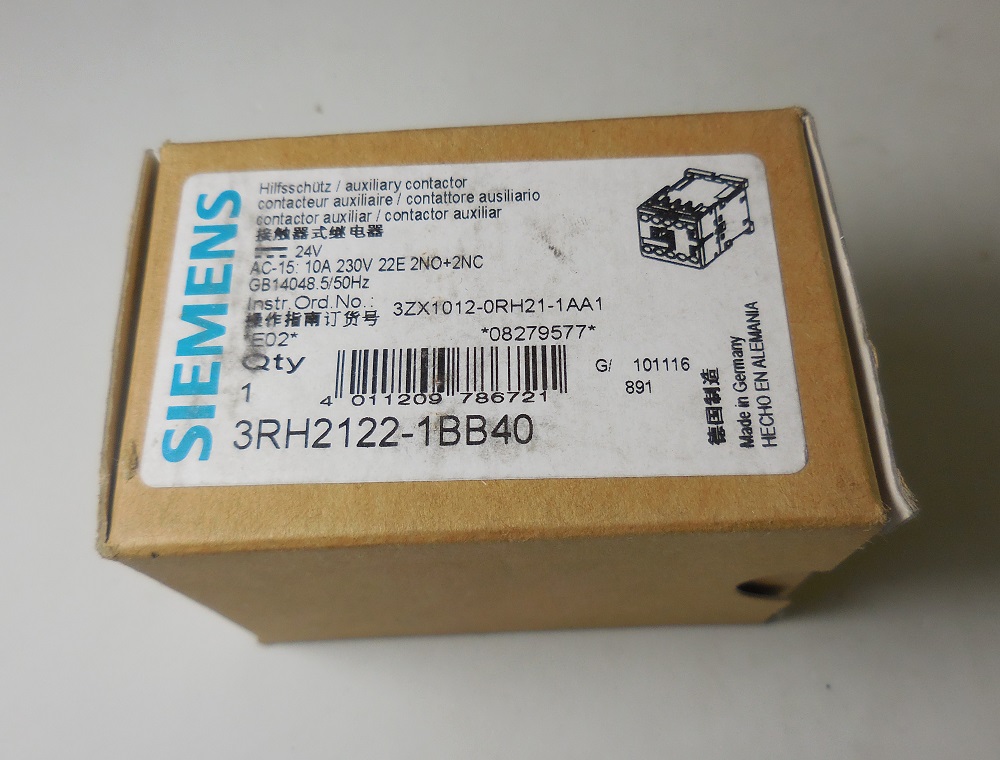 SIEMENS
Hilfsschütz / auxiliary contactor
contacteur auxiliaire / contattore ausiliario
contactor auxiliar / contactor auxiliar
接触器式继电器
24V
AC-15: 10A 230V 22E 2NO+2NC
GB14048.5/50Hz
Instr.Ord.No.: 3ZX1012-0RH21-1AA1
操作指南订货号
*E02* *08279577*
Qty
1
4 011209 786721
G/ 101116
891
3RH2122-1BB40
德国制造
Made in Germany
HECHO EN ALEMANIA